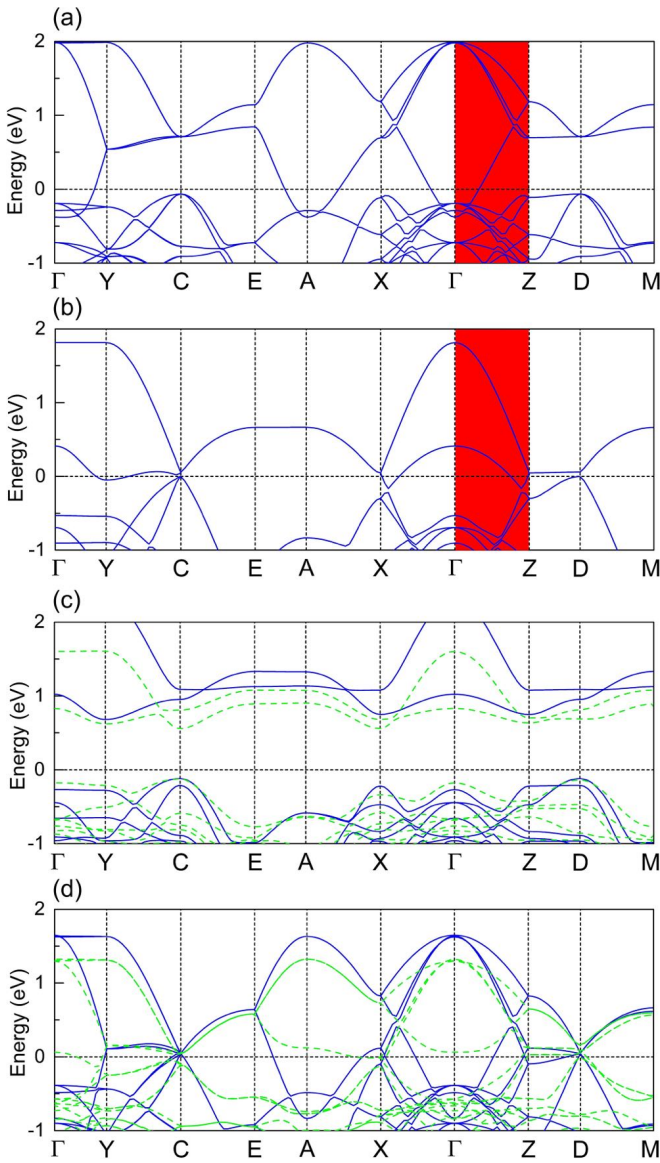 (a)
2
1
0
-1
Energy (eV)
Γ Y C E A X Γ Z D M
(b)
2
1
0
-1
Energy (eV)
Γ Y C E A X Γ Z D M
(c)
2
1
0
-1
Energy (eV)
Γ Y C E A X Γ Z D M
(d)
2
1
0
-1
Energy (eV)
Γ Y C E A X Γ Z D M